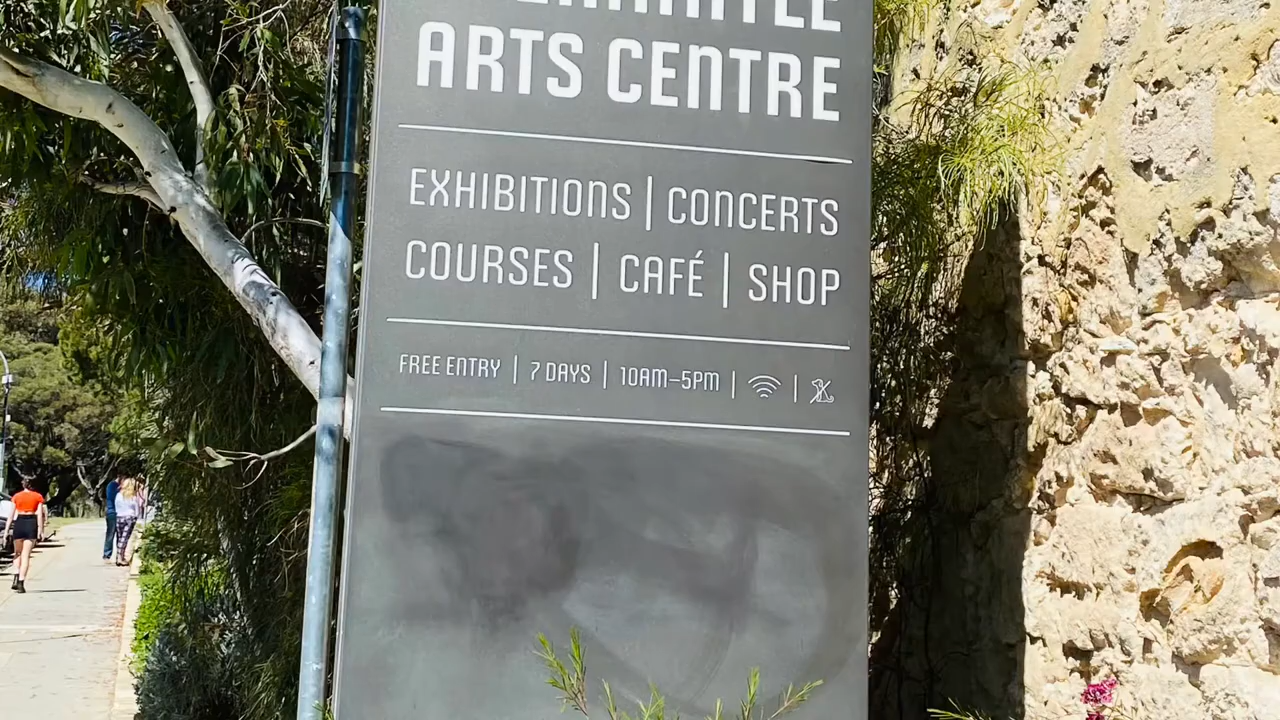 ARTS CENTRE
EXHIBITIONS | CONCERTS
COURSES | CAFÉ | SHOP
FREE ENTRY | 7 DAYS | 10AM–5PM